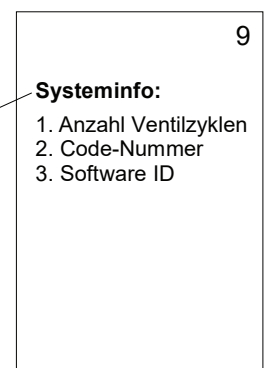 9
Systeminfo:
1. Anzahl Ventilzyklen
2. Code-Nummer
3. Software ID